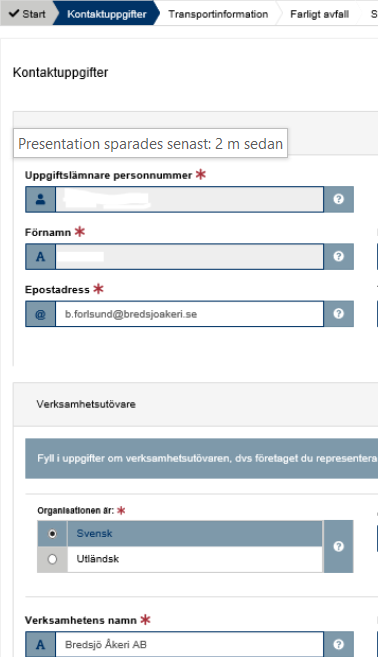 Start Kontaktuppgifter Transportinformation Farligt avfall S
Kontaktuppgifter
Presentation sparades senast: 2 m sedan
Uppgiftslämnare personnummer *
Förnamn *
A
Epostadress *
@ b.forlsund@bredsjoakeri.se
Verksamhetsutövare
Fyll i uppgifter om verksamhetsutövaren, dvs företaget du representera
Organisationen är: *
Svensk
Utländsk
Verksamhetens namn *
A Bredsjö Åkeri AB